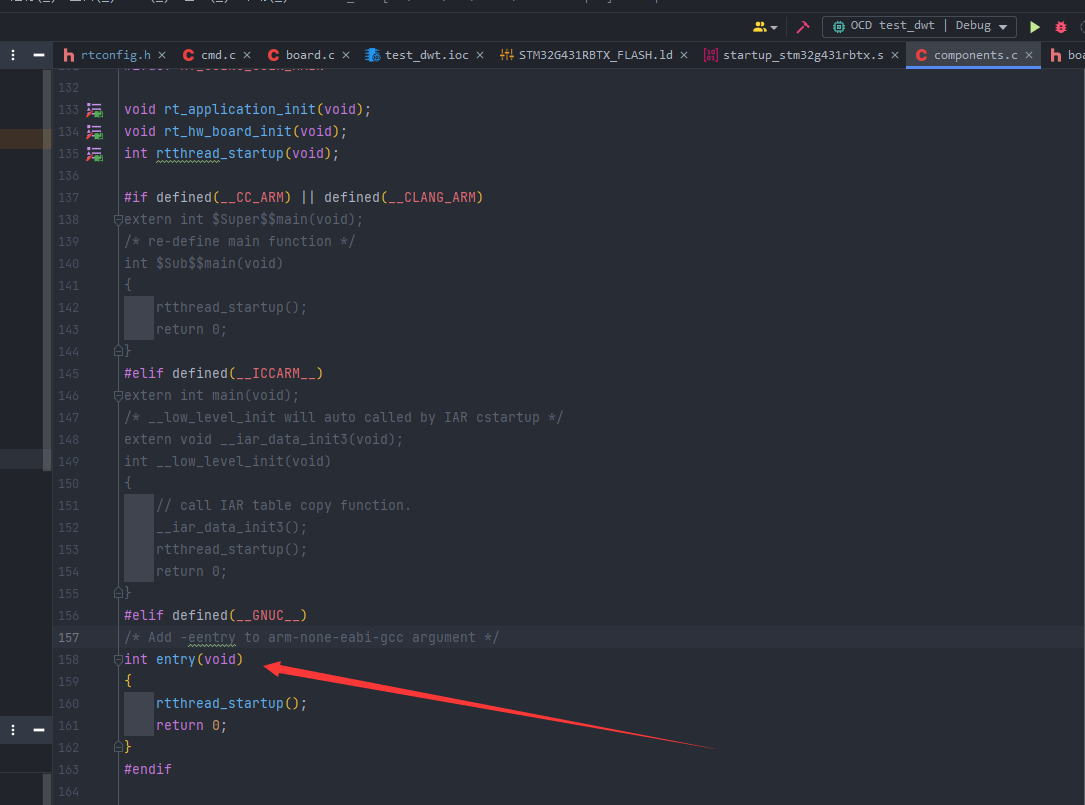 OCD test_dwt | Debug
rtconfig.h cmd.c board.c test_dwt.ioc STM32G431RBTX_FLASH.ld startup_stm32g431rbtx.s components.c
132
133 void rt_application_init(void);
134 void rt_hw_board_init(void);
135 int rtthread_startup(void);
136
137 #if defined(__CC_ARM) || defined(__CLANG_ARM)
138 extern int $Super$$main(void);
139 /* re-define main function */
140 int $Sub$$main(void)
141 {
142 rtthread_startup();
143 return 0;
144 }
145 #elif defined(__ICCARM__)
146 extern int main(void);
147 /* __low_level_init will auto called by IAR cstartup */
148 extern void __iar_data_init3(void);
149 int __low_level_init(void)
150 {
151 // call IAR table copy function.
152 __iar_data_init3();
153 rtthread_startup();
154 return 0;
155 }
156 #elif defined(__GNUC__)
157 /* Add -eentry to arm-none-eabi-gcc argument */
158 int entry(void)
159 {
160 rtthread_startup();
161 return 0;
162 }
163 #endif
164